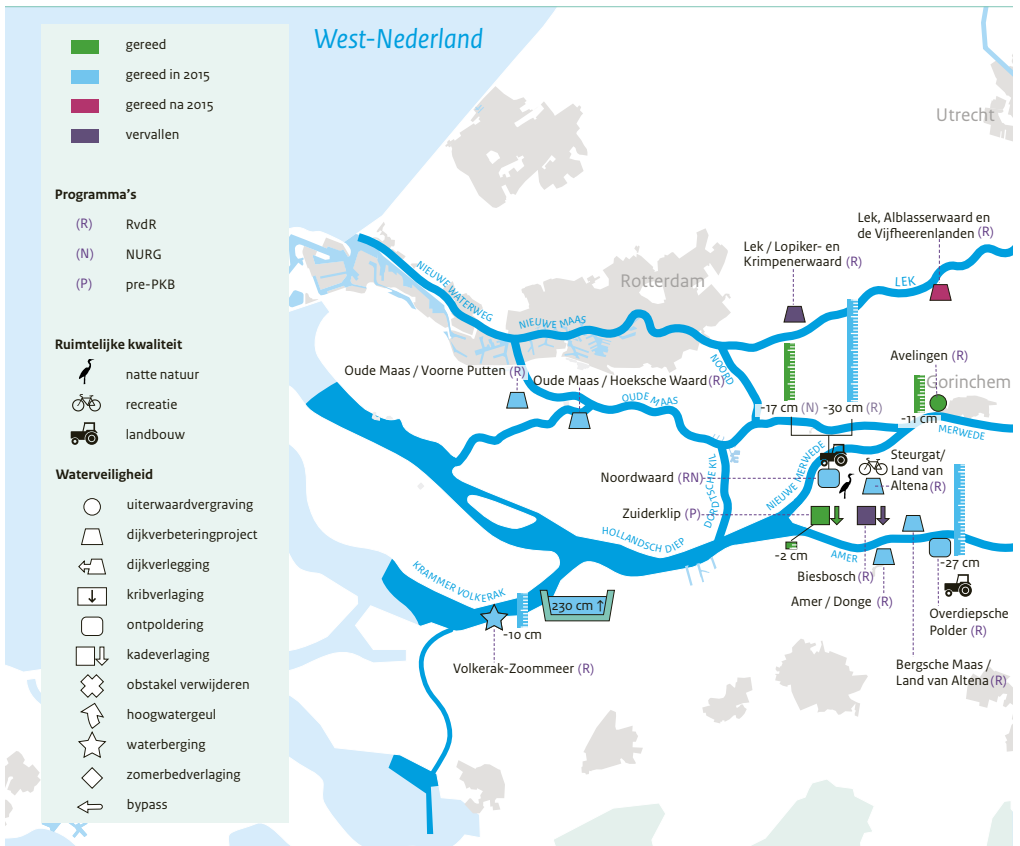 West-Nederland
gereed
gereed in 2015
gereed na 2015
vervallen
Programma's
(R) RvdR
(N) NURG
(P) pre-PKB
Ruimtelijke kwaliteit
natte natuur
recreatie
landbouw
Waterveiligheid
uiterwaardvergraving
dijkverbeteringproject
dijkverlegging
kribverlaging
ontpoldering
kadeverlaging
obstakel verwijderen
hoogwatergeul
waterberging
zomerbedverlaging
bypass
Utrecht
Lek, Alblasserwaard en
de Vijfheerenlanden (R)
Lek / Lopiker- en
Krimpenerwaard (R)
LEK
Rotterdam
NIEUWE WATERWEG
NIEUWE MAAS
NOORD
Avelingen (R)
Gorinchem
Oude Maas / Voorne Putten (R)
Oude Maas / Hoeksche Waard (R)
OUDE MAAS
-17 cm (N)
-30 cm (R)
-11 cm
MERWEDE
Steurgat/
Land van
Altena (R)
Noordwaard (RN)
NIEUWE MERWEDE
DORDTSCHE KIL
Zuiderklip (P)
HOLLANDSCH DIEP
-2 cm
AMER
-27 cm
Biesbosch (R)
Amer / Donge (R)
Overdiepsche
Polder (R)
KRAMMER VOLKERAK
230 cm ↑
-10 cm
Volkerak-Zoommeer (R)
Bergsche Maas /
Land van Altena (R)